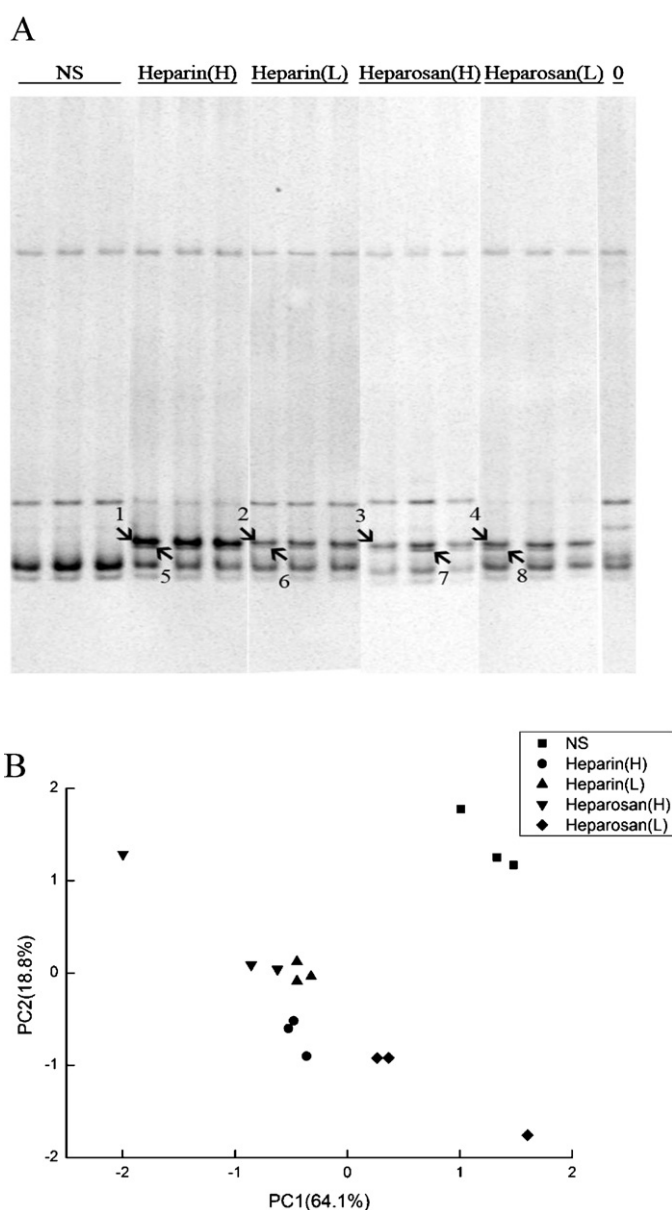 A
NS Heparin(H) Heparin(L) Heparosan(H) Heparosan(L) 0
1 2 3 4
5 6 7 8
B
NS
Heparin(H)
Heparin(L)
Heparosan(H)
Heparosan(L)
2
1
0
-1
-2
PC2(18.8%)
-2 -1 0 1 2
PC1(64.1%)